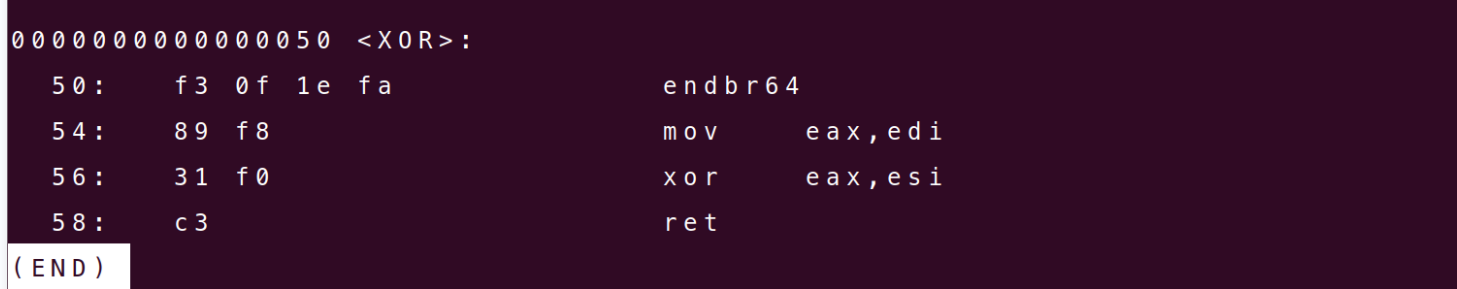 0000000000000050 <XOR>:
  50:   f3 0f 1e fa             endbr64
  54:   89 f8                   mov    eax,edi
  56:   31 f0                   xor    eax,esi
  58:   c3                      ret
(END)